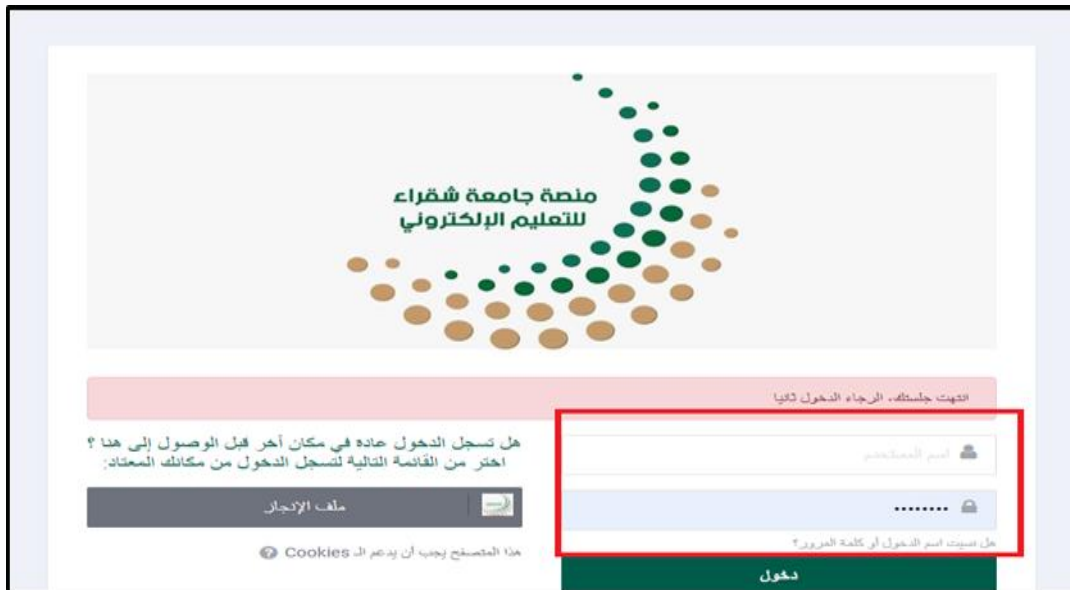 منصة جامعة شقراء
للتعليم الإلكتروني
انتهت جلستك، الرجاء الدخول ثانيا
اسم المستخدم
••••••••
هل نسيت اسم الدخول أو كلمة المرور؟
دخول
هل تسجل الدخول عادة في مكان أخر قبل الوصول إلى هنا ؟
اختر من القائمة التالية لتسجل الدخول من مكانك المعتاد:
ملف الإنجاز
هذا المتصفح يجب أن يدعم الـ Cookies